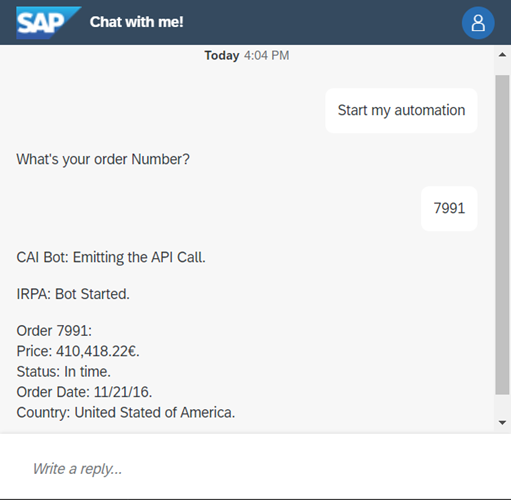 SAP Chat with me!
Today 4:04 PM
Start my automation
What's your order Number?
7991
CAI Bot: Emitting the API Call.
IRPA: Bot Started.
Order 7991:
Price: 410,418.22€.
Status: In time.
Order Date: 11/21/16.
Country: United Stated of America.
Write a reply...